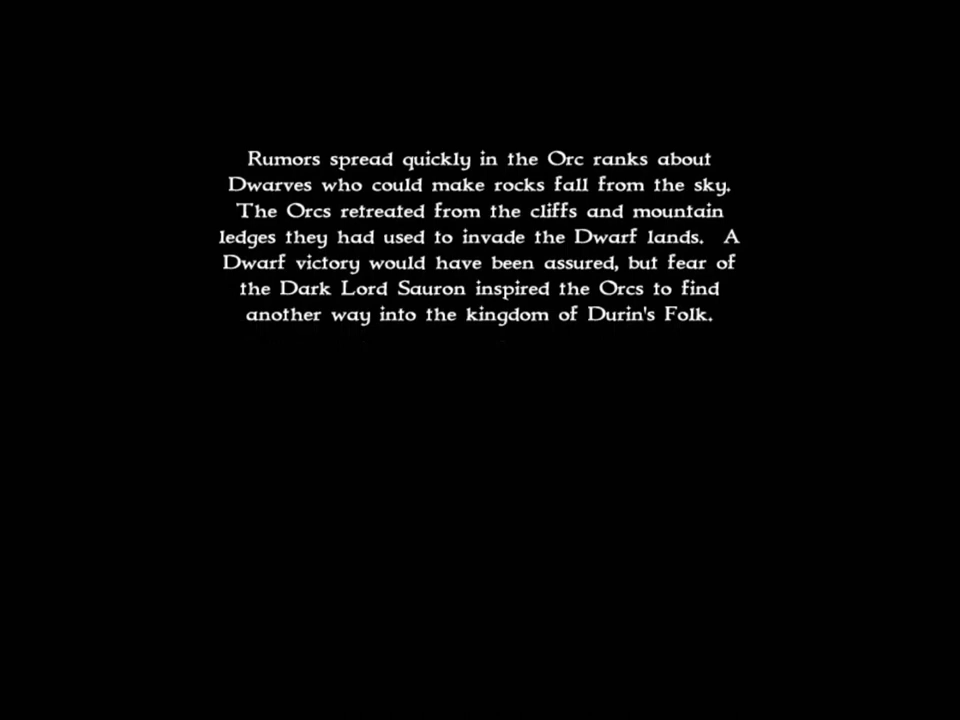 Rumors spread quickly in the Orc ranks about
Dwarves who could make rocks fall from the sky.
The Orcs retreated from the cliffs and mountain
ledges they had used to invade the Dwarf lands.  A
Dwarf victory would have been assured, but fear of
the Dark Lord Sauron inspired the Orcs to find
another way into the kingdom of Durin's Folk.